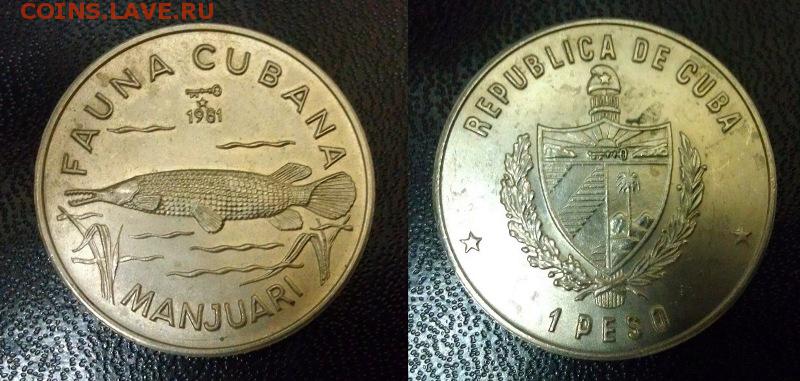 COINS.LAVE.RU
FAUNA CUBANA
1981
MANJUARI
REPUBLICA DE CUBA
1 PESO